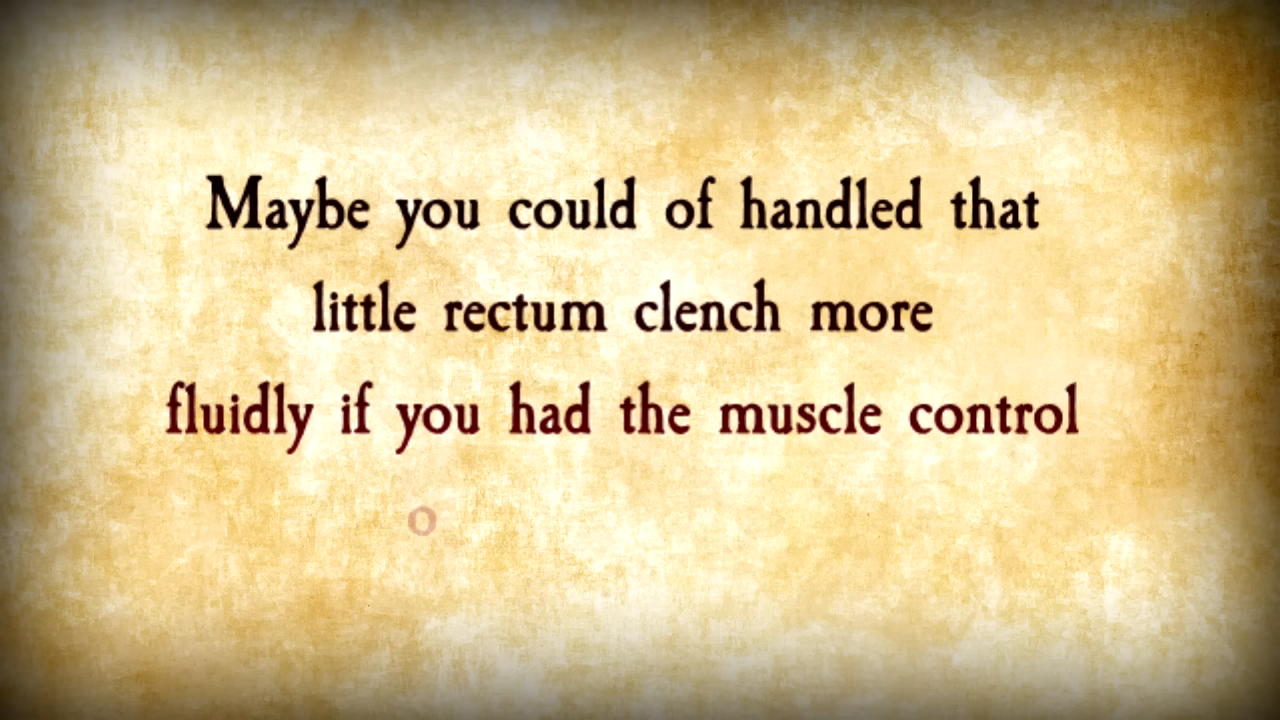 Maybe you could of handled that
little rectum clench more
fluidly if you had the muscle control
o